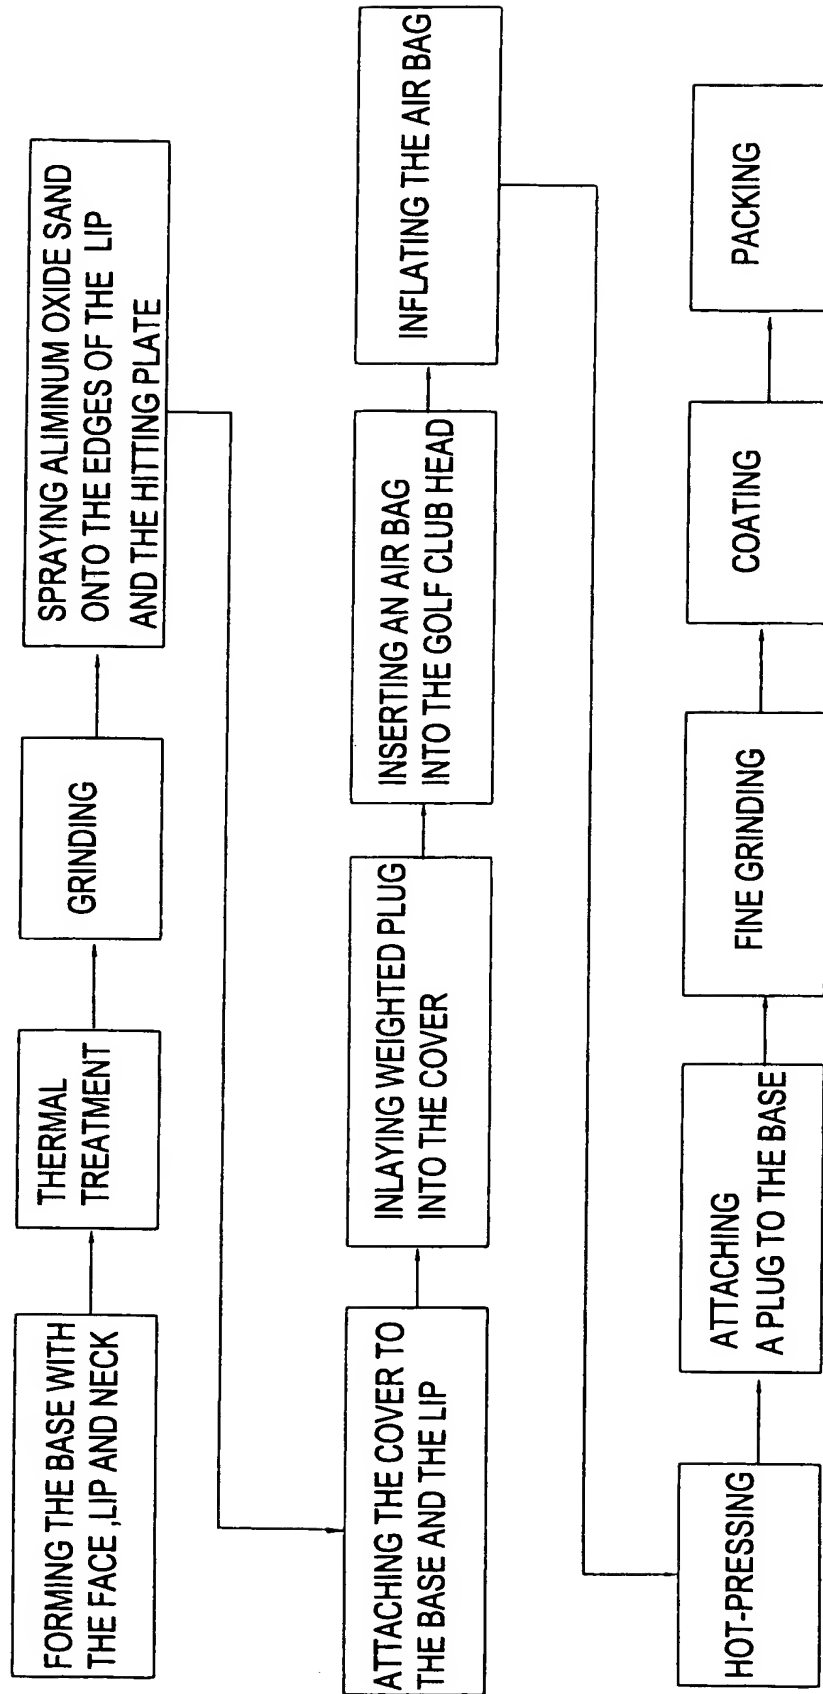 FORMING THE BASE WITH
THE FACE ,LIP AND NECK
THERMAL
TREATMENT
GRINDING
SPRAYING ALIMINUM OXIDE SAND
ONTO THE EDGES OF THE LIP
AND THE HITTING PLATE
ATTACHING THE COVER TO
THE BASE AND THE LIP
INLAYING WEIGHTED PLUG
INTO THE COVER
INSERTING AN AIR BAG
INTO THE GOLF CLUB HEAD
INFLATING THE AIR BAG
HOT-PRESSING
ATTACHING
A PLUG TO THE BASE
FINE GRINDING
COATING
PACKING